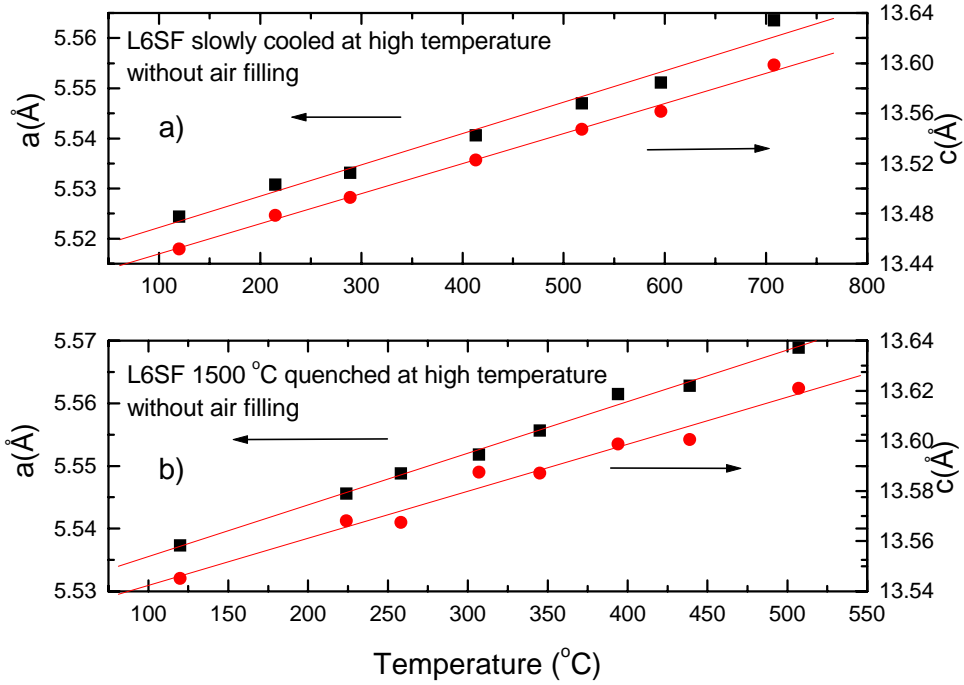 5.56
5.55
5.54
5.53
5.52
a(Å)
L6SF slowly cooled at high temperature
without air filling
a)
13.64
13.60
13.56
13.52
13.48
13.44
c(Å)
100 200 300 400 500 600 700 800
5.57
5.56
5.55
5.54
5.53
a(Å)
L6SF 1500 °C quenched at high temperature
without air filling
b)
13.64
13.62
13.60
13.58
13.56
13.54
c(Å)
100 150 200 250 300 350 400 450 500 550
Temperature (°C)